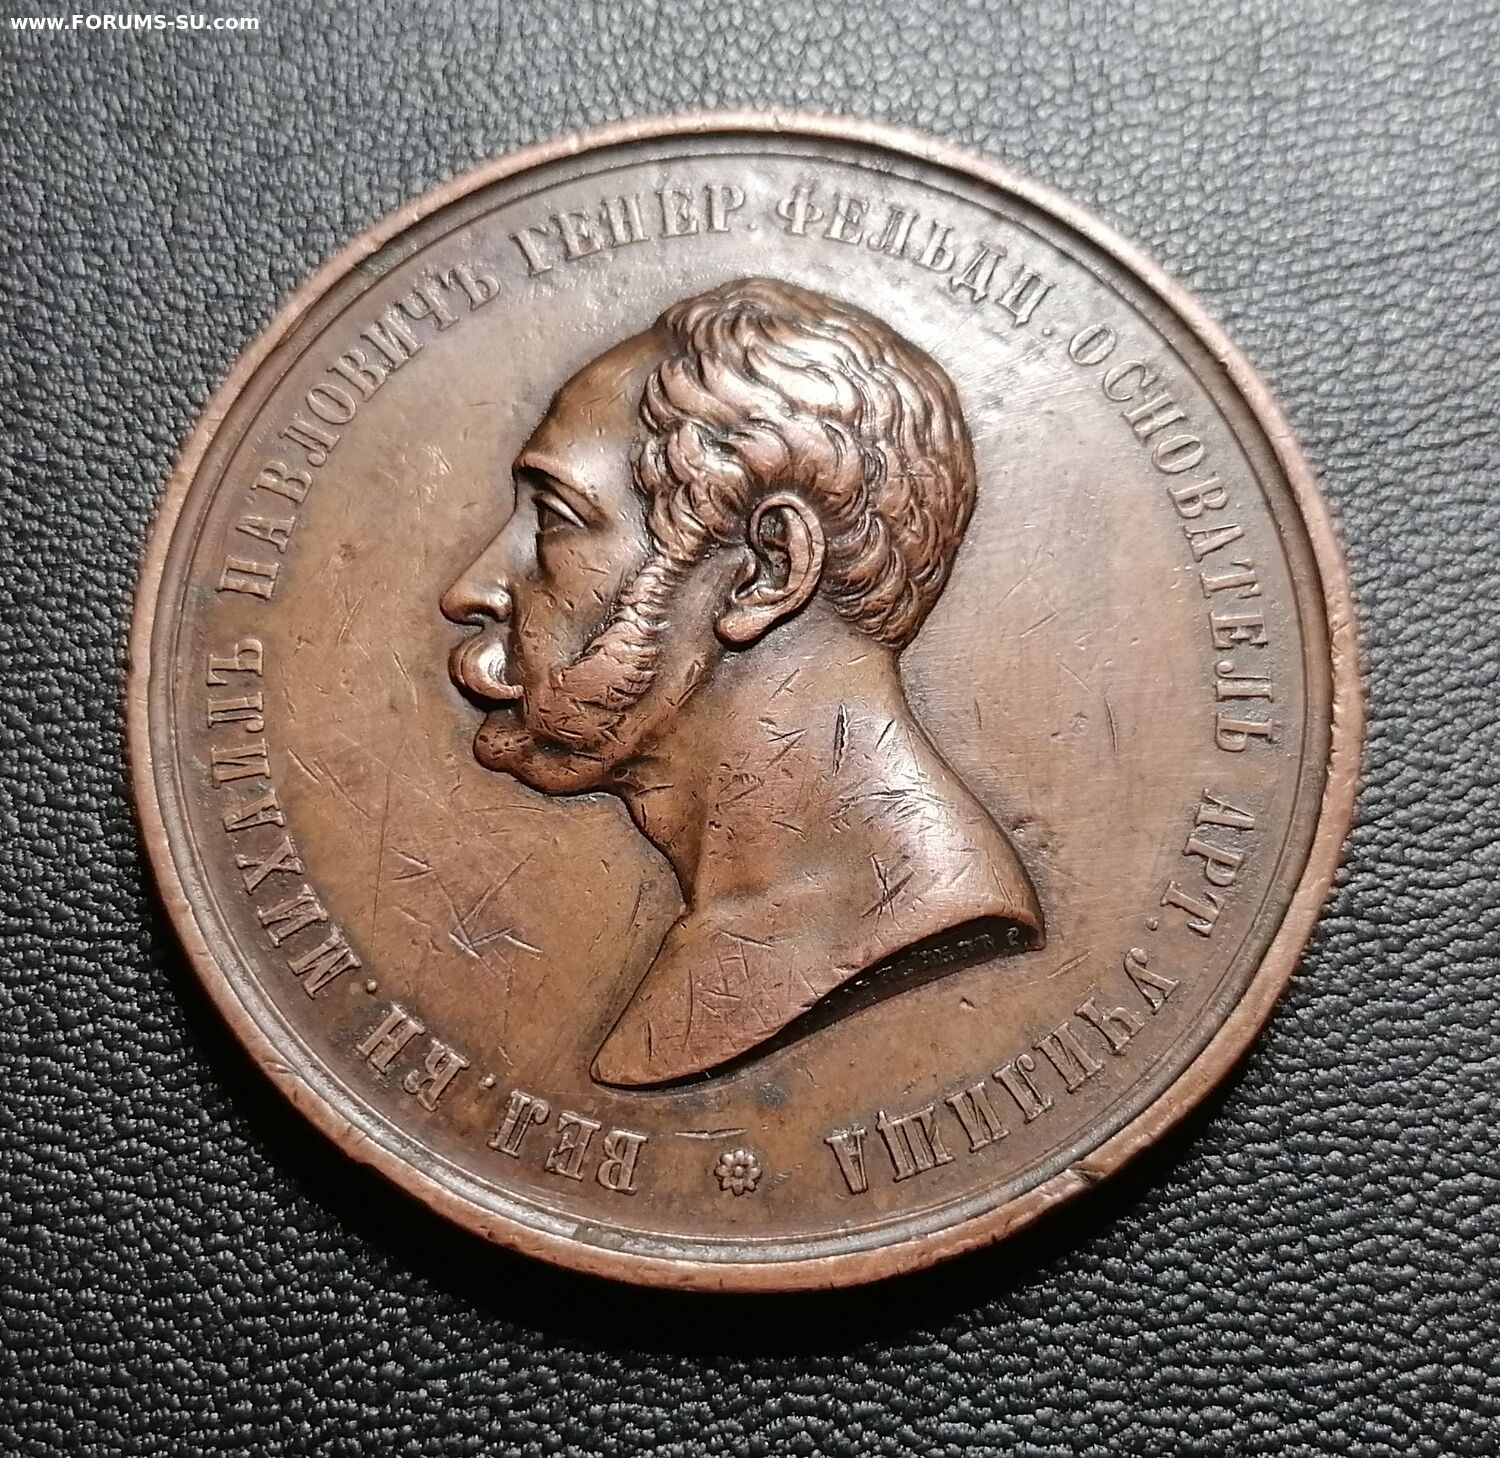 www.FORUMS-SU.com
ВЕЛ. КН. МИХАИЛЪ ПАВЛОВИЧЪ ГЕНЕР. ФЕЛЬДЦ. ОСНОВАТЕЛЬ АРТ. УЧИЛИЩА